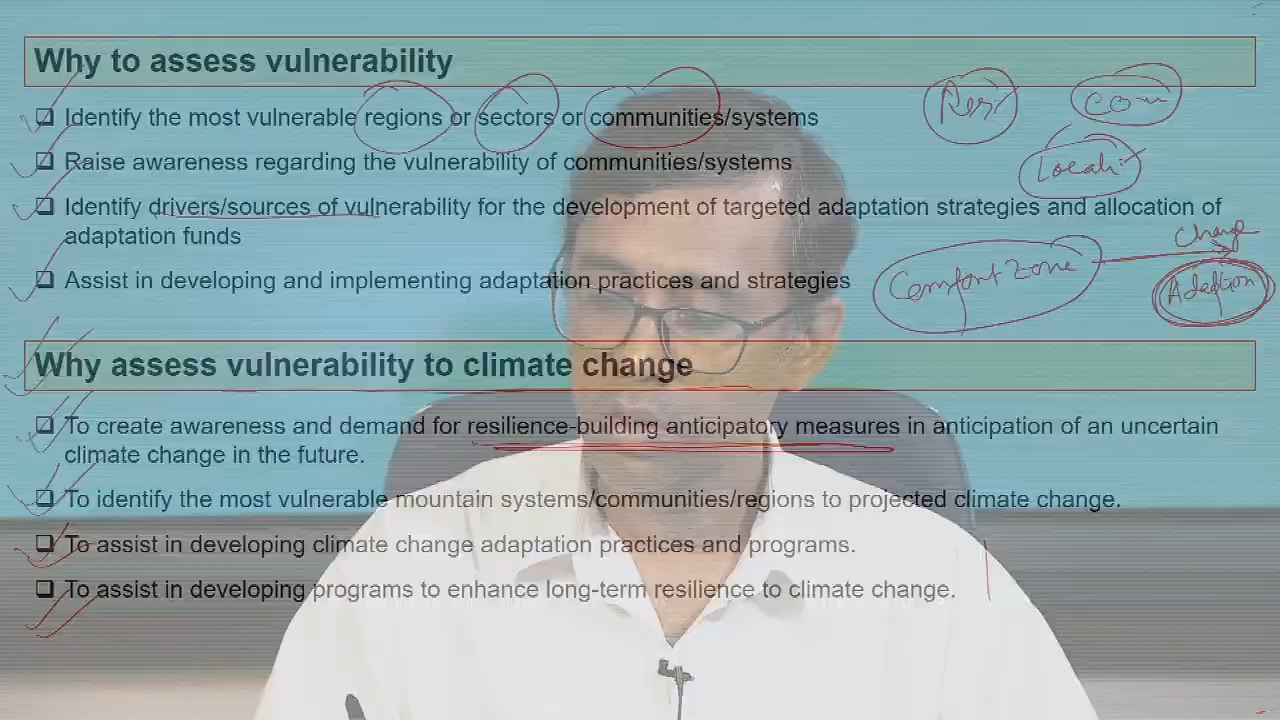 Why to assess vulnerability
❑ Identify the most vulnerable regions or sectors or communities/systems
❑ Raise awareness regarding the vulnerability of communities/systems
❑ Identify drivers/sources of vulnerability for the development of targeted adaptation strategies and allocation of
adaptation funds
❑ Assist in developing and implementing adaptation practices and strategies
Comfort Zone
Change
Why assess vulnerability to climate change
❑ To create awareness and demand for resilience-building anticipatory measures in anticipation of an uncertain
climate change in the future.
❑ To identify the most vulnerable mountain systems/communities/regions to projected climate change.
❑ To assist in developing climate change adaptation practices and programs.
❑ To assist in developing programs to enhance long-term resilience to climate change.